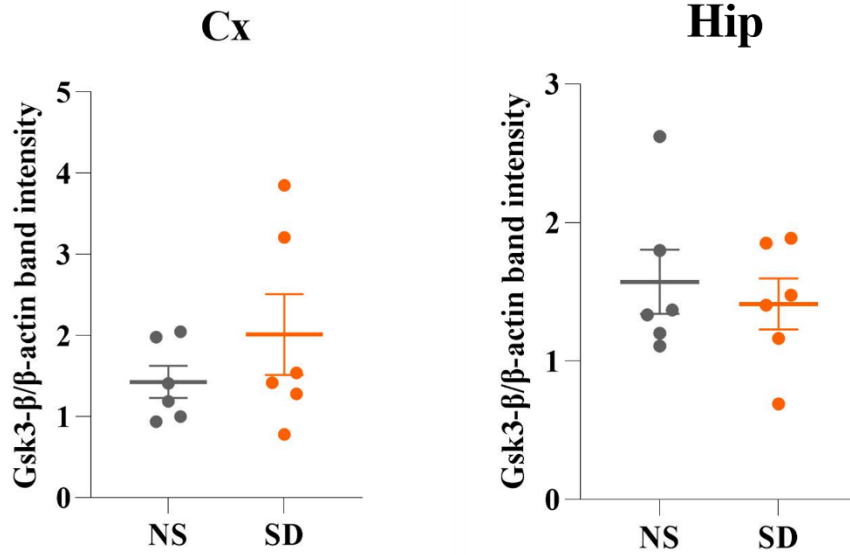 Cx
Gsk3-β/β-actin band intensity
5
4
3
2
1
0
NS SD
Hip
Gsk3-β/β-actin band intensity
3
2
1
0
NS SD